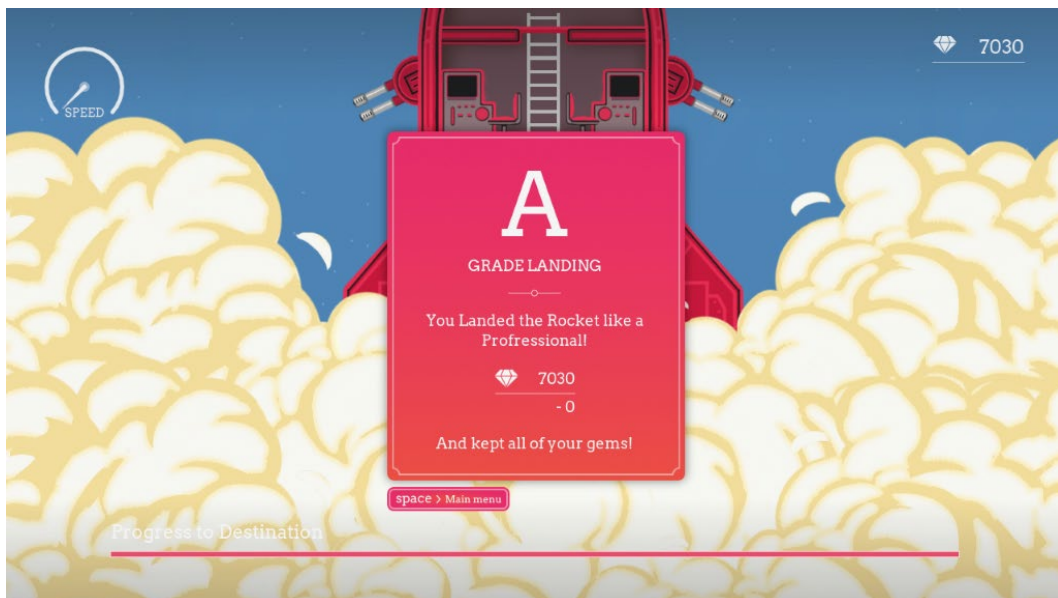 SPEED
7030
A
GRADE LANDING
You Landed the Rocket like a
Profressional!
7030
- 0
And kept all of your gems!
space > Main menu
Progress to Destination